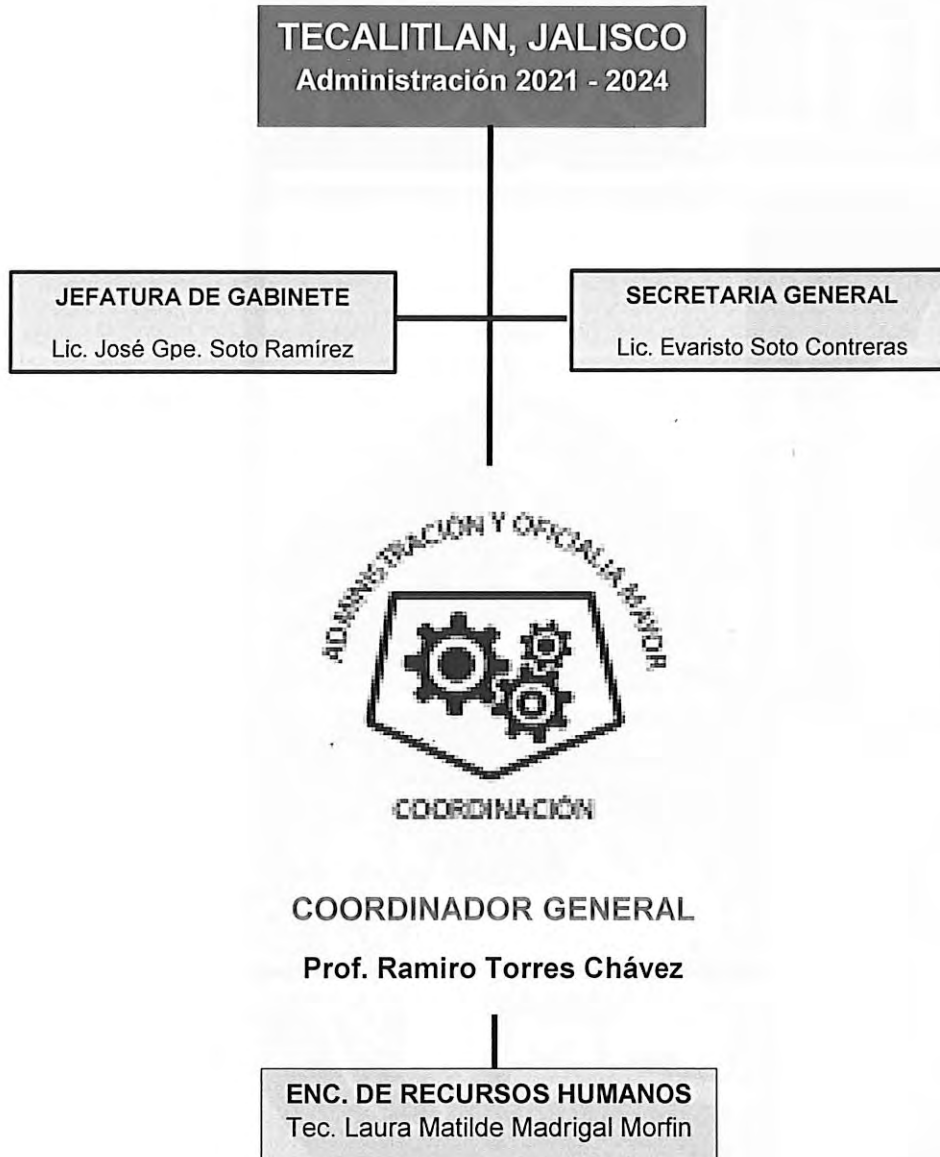 TECALITLAN, JALISCO
Administración 2021 - 2024
JEFATURA DE GABINETE
Lic. José Gpe. Soto Ramírez
SECRETARIA GENERAL
Lic. Evaristo Soto Contreras
ADMINISTRACIÓN Y OFICIALIA MAYOR
COORDINACIÓN
COORDINADOR GENERAL
Prof. Ramiro Torres Chávez
ENC. DE RECURSOS HUMANOS
Tec. Laura Matilde Madrigal Morfin